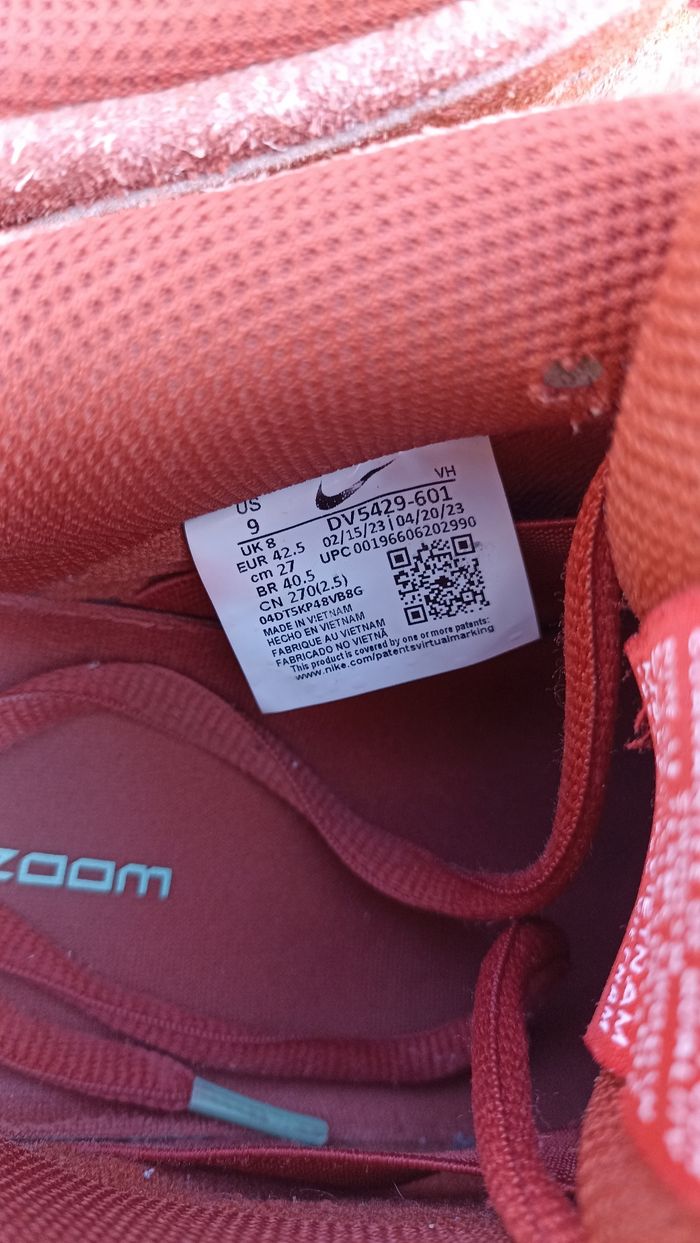 US
9
VH
DV5429-601
02/15/23 | 04/20/23
UPC 00196606202990
UK 8
EUR 42.5
cm 27
BR 40.5
CN 270(2.5)
04DT5KP48VB8G
MADE IN VIETNAM
HECHO EN VIETNAM
FABRIQUE AU VIETNAM
FABRICADO NO VIETNÃ
This product is covered by one or more patents:
www.nike.com/patentsvirtualmarking
zoom